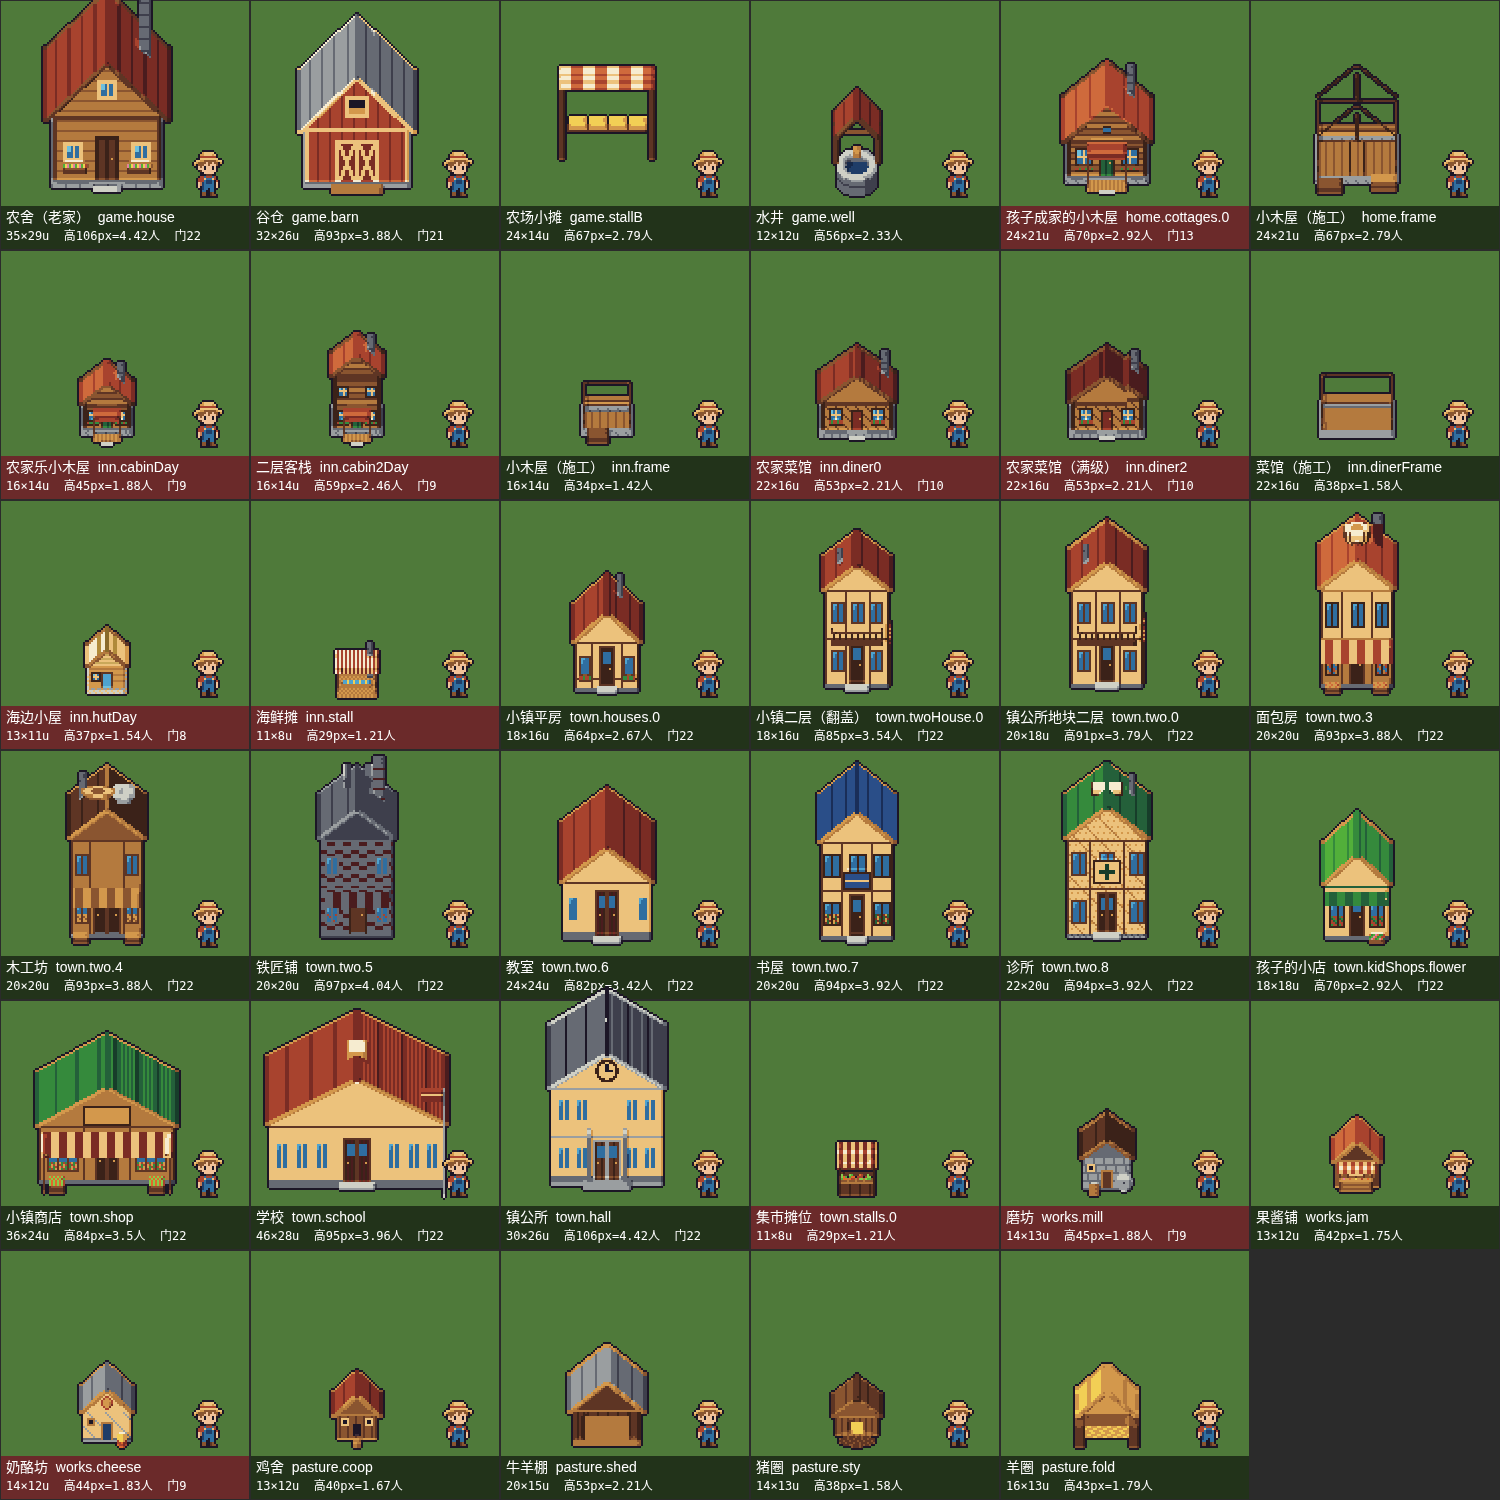 农舍（老家） game.house
35×29u 高106px=4.42人 门22
谷仓 game.barn
32×26u 高93px=3.88人 门21
农场小摊 game.stallB
24×14u 高67px=2.79人
水井 game.well
12×12u 高56px=2.33人
孩子成家的小木屋 home.cottages.0
24×21u 高70px=2.92人 门13
小木屋（施工） home.frame
24×21u 高67px=2.79人
农家乐小木屋 inn.cabinDay
16×14u 高45px=1.88人 门9
二层客栈 inn.cabin2Day
16×14u 高59px=2.46人 门9
小木屋（施工） inn.frame
16×14u 高34px=1.42人
农家菜馆 inn.diner0
22×16u 高53px=2.21人 门10
农家菜馆（满级） inn.diner2
22×16u 高53px=2.21人 门10
菜馆（施工） inn.dinerFrame
22×16u 高38px=1.58人
海边小屋 inn.hutDay
13×11u 高37px=1.54人 门8
海鲜摊 inn.stall
11×8u 高29px=1.21人
小镇平房 town.houses.0
18×16u 高64px=2.67人 门22
小镇二层（翻盖） town.twoHouse.0
18×16u 高85px=3.54人 门22
镇公所地块二层 town.two.0
20×18u 高91px=3.79人 门22
面包房 town.two.3
20×20u 高93px=3.88人 门22
木工坊 town.two.4
20×20u 高93px=3.88人 门22
铁匠铺 town.two.5
20×20u 高97px=4.04人 门22
教室 town.two.6
24×24u 高82px=3.42人 门22
书屋 town.two.7
20×20u 高94px=3.92人 门22
诊所 town.two.8
22×20u 高94px=3.92人 门22
孩子的小店 town.kidShops.flower
18×18u 高70px=2.92人 门22
小镇商店 town.shop
36×24u 高84px=3.5人 门22
学校 town.school
46×28u 高95px=3.96人 门22
镇公所 town.hall
30×26u 高106px=4.42人 门22
集市摊位 town.stalls.0
11×8u 高29px=1.21人
磨坊 works.mill
14×13u 高45px=1.88人 门9
果酱铺 works.jam
13×12u 高42px=1.75人
奶酪坊 works.cheese
14×12u 高44px=1.83人 门9
鸡舍 pasture.coop
13×12u 高40px=1.67人
牛羊棚 pasture.shed
20×15u 高53px=2.21人
猪圈 pasture.sty
14×13u 高38px=1.58人
羊圈 pasture.fold
16×13u 高43px=1.79人